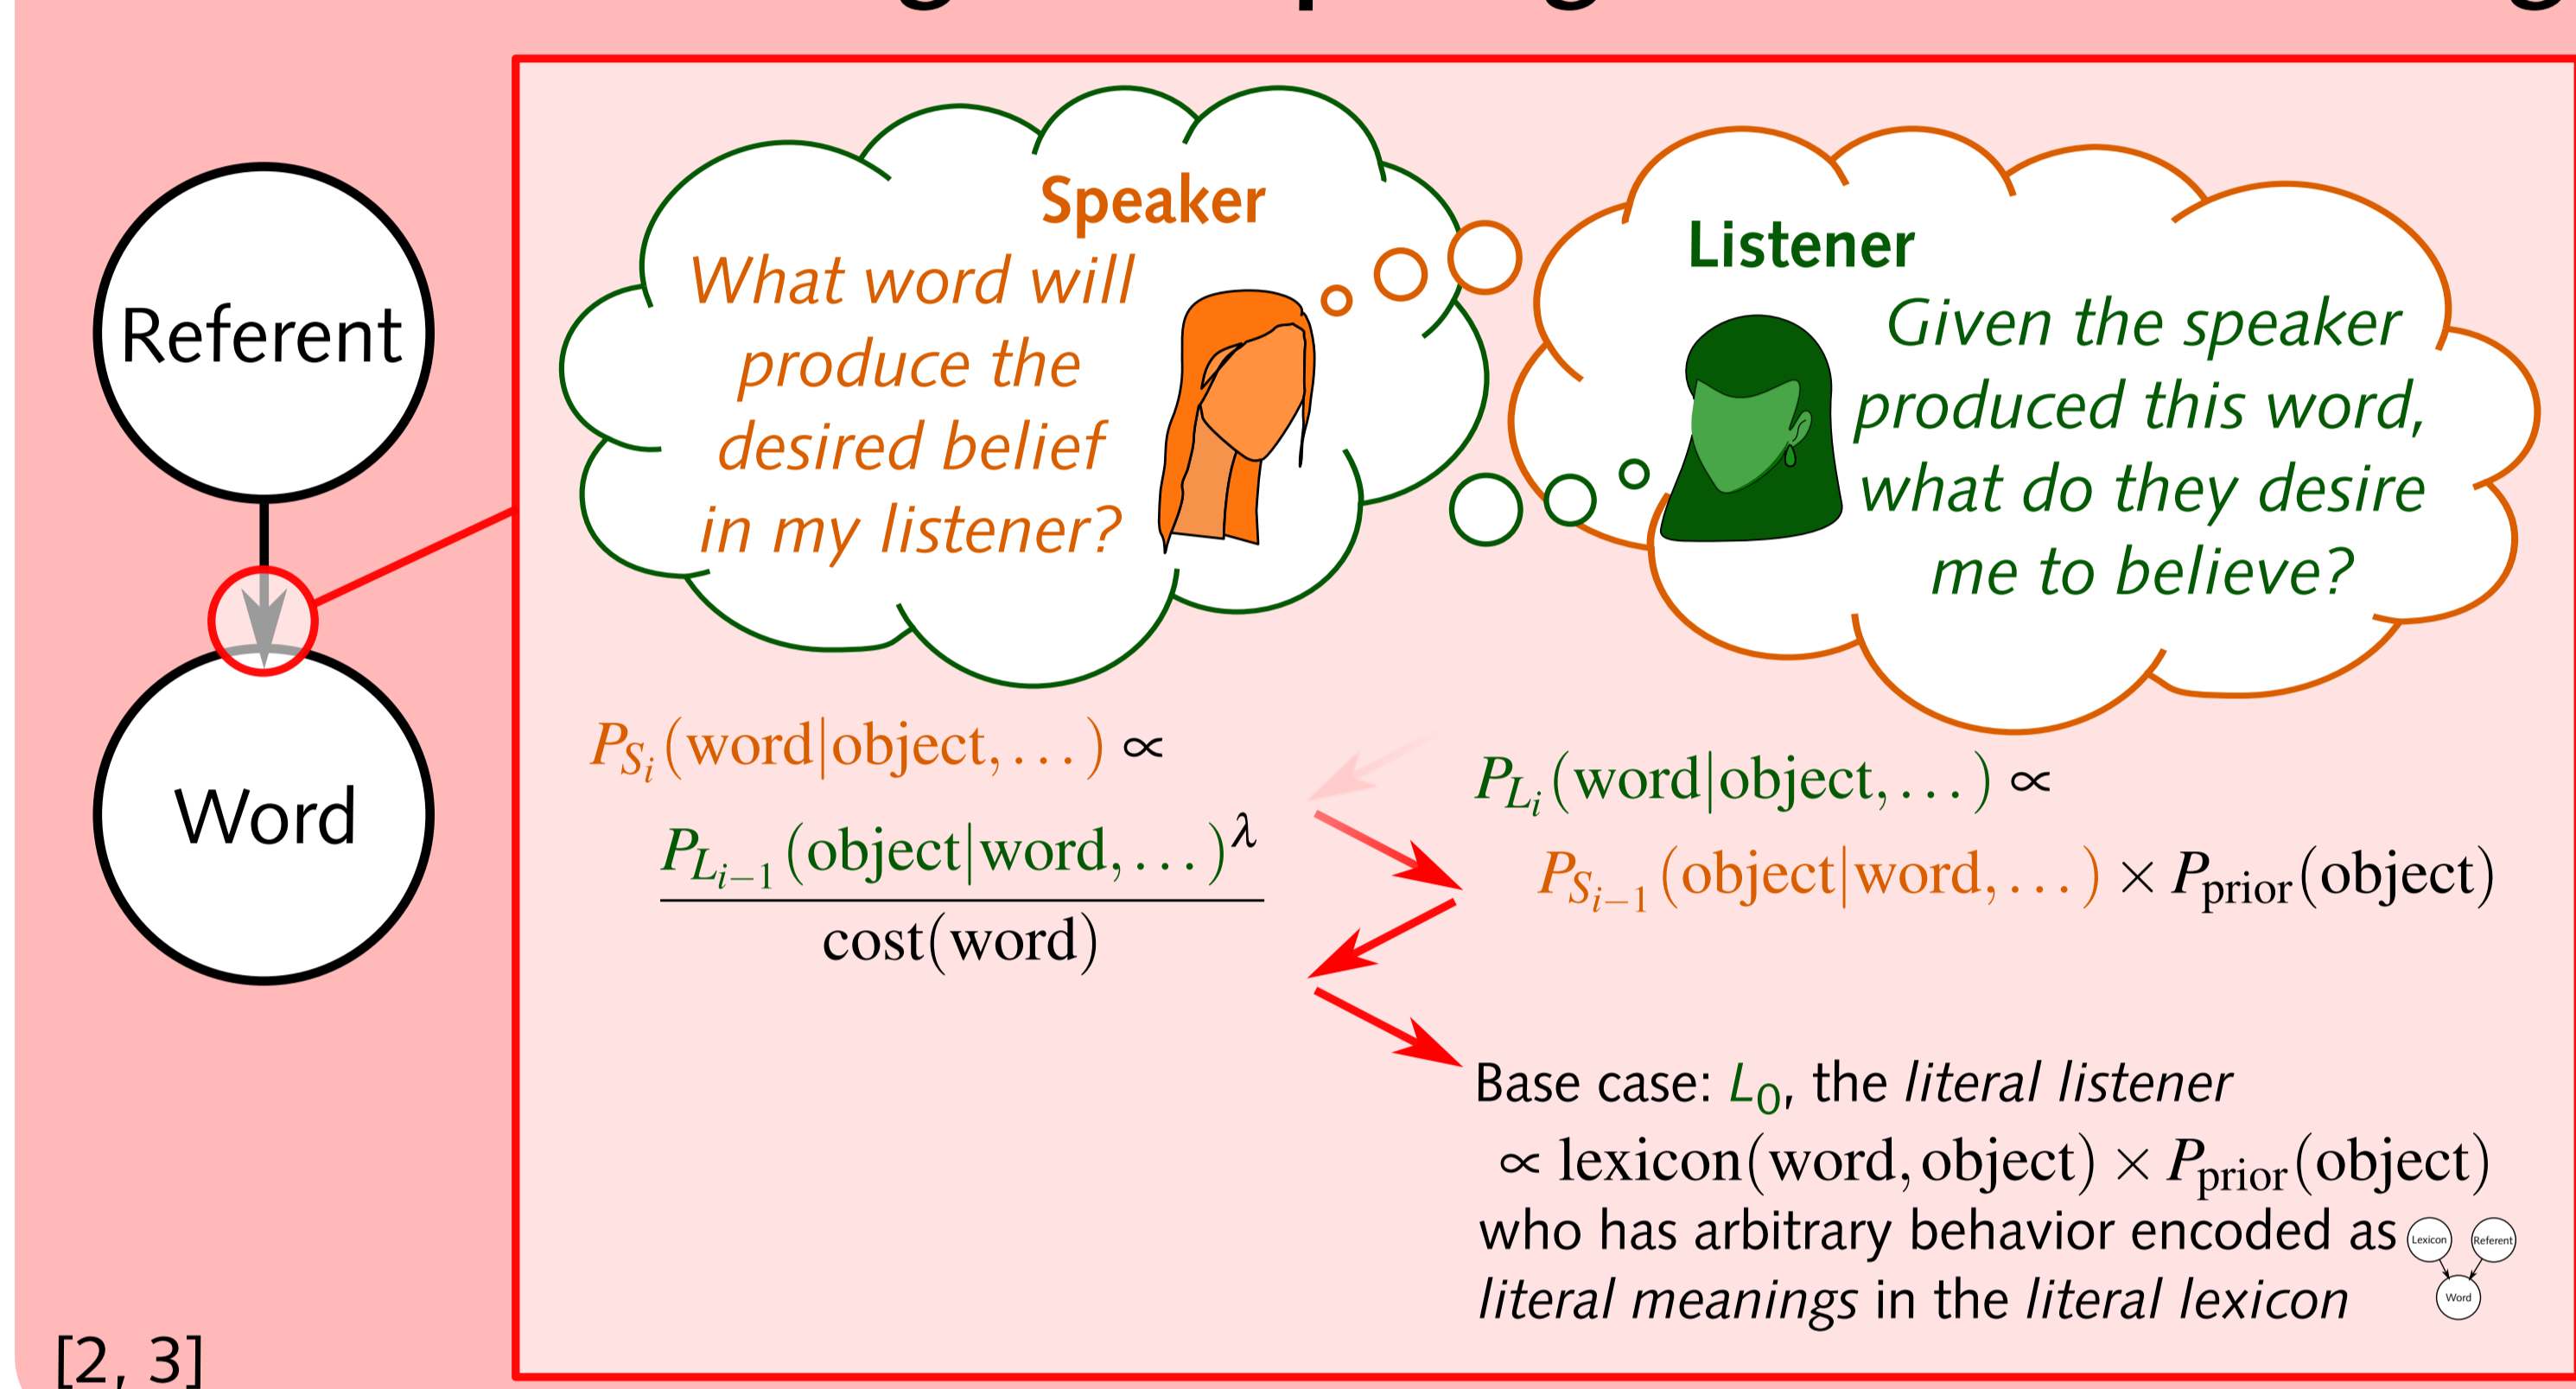 Referent
Word
[2, 3]
Speaker
What word will
produce the
desired belief
in my listener?
Listener
Given the speaker
produced this word,
what do they desire
me to believe?
P_{S_i}(word|object, . . . ) ∝
P_{L_{i−1}}(object|word, . . . )^λ
cost(word)
P_{L_i}(word|object, . . . ) ∝
P_{S_{i−1}}(object|word, . . . ) × P_prior(object)
Base case: L_0, the literal listener
∝ lexicon(word, object) × P_prior(object)
who has arbitrary behavior encoded as
literal meanings in the literal lexicon
Lexicon Referent
Word